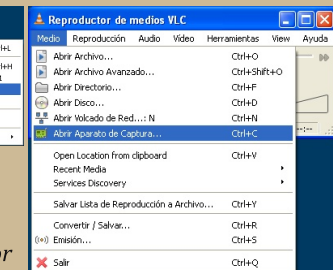 Reproductor de medios VLC
Medio Reproducción Audio Vídeo Herramientas View Ayuda
Abrir Archivo... Ctrl+O
Abrir Archivo Avanzado... Ctrl+Shift+O
Abrir Directorio... Ctrl+F
Abrir Disco... Ctrl+D
Abrir Volcado de Red...: N Ctrl+N
Abrir Aparato de Captura... Ctrl+C
Open Location from clipboard Ctrl+V
Recent Media
Services Discovery
Salvar Lista de Reproducción a Archivo... Ctrl+Y
Convertir / Salvar... Ctrl+R
Emisión... Ctrl+S
Salir Ctrl+Q